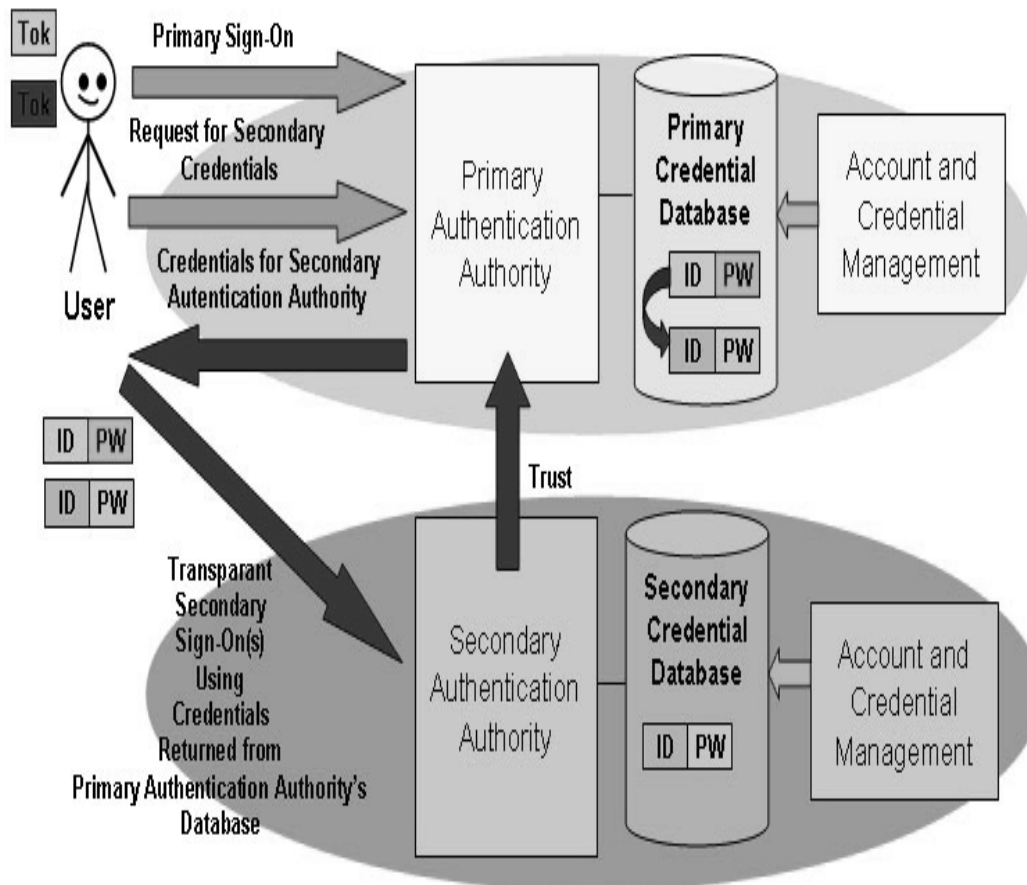 Tok
Tok
User
Primary Sign-On
Request for Secondary
Credentials
Credentials for Secondary
Autentication Authority
Primary
Authentication
Authority
Primary
Credential
Database
ID PW
ID PW
Account and
Credential
Management
ID PW
ID PW
Trust
Transparant
Secondary
Sign-On(s)
Using
Credentials
Returned from
Primary Authentication Authority's
Database
Secondary
Authentication
Authority
Secondary
Credential
Database
ID PW
Account and
Credential
Management